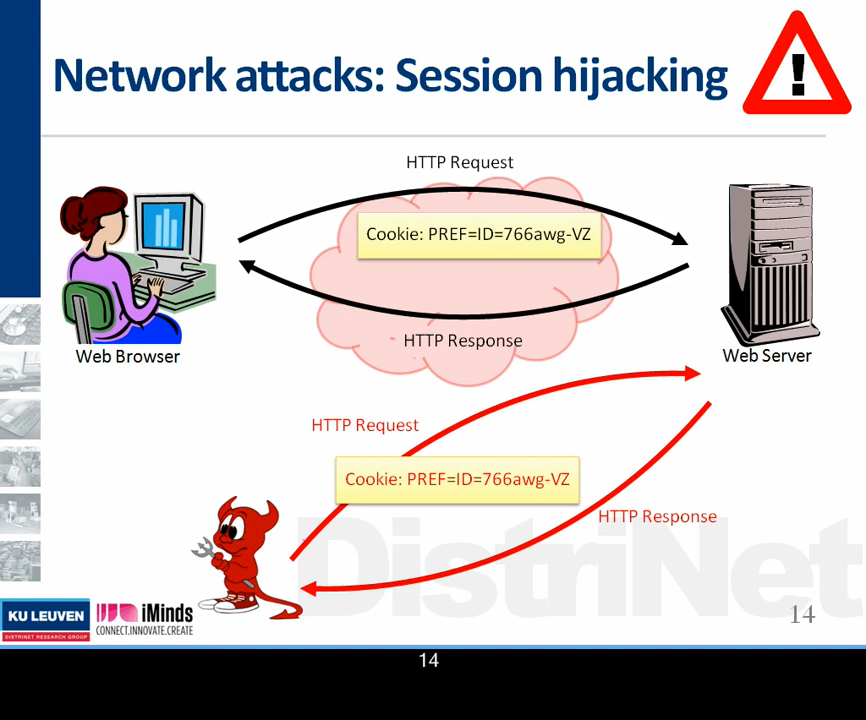 Network attacks: Session hijacking
!
HTTP Request
Cookie: PREF=ID=766awg-VZ
HTTP Response
Web Browser
Web Server
HTTP Request
Cookie: PREF=ID=766awg-VZ
HTTP Response
DistriNet
KU LEUVEN
DISTRINET RESEARCH GROUP
iMinds
CONNECT.INNOVATE.CREATE
14
14